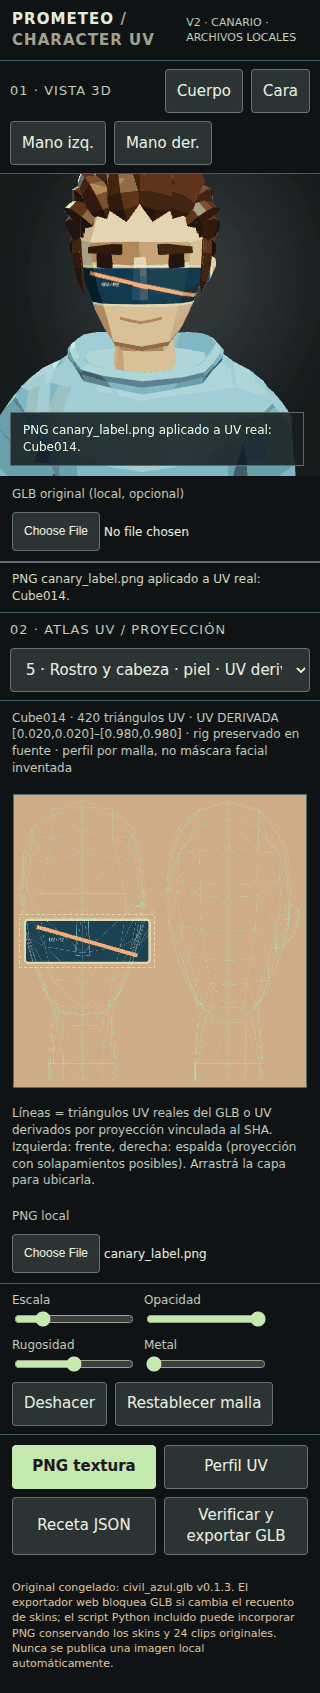 PROMETEO /
CHARACTER UV
V2 · CANARIO ·
ARCHIVOS LOCALES
01 · VISTA 3D
Cuerpo
Cara
Mano izq.
Mano der.
PNG canary_label.png aplicado a UV real:
Cube014.
GLB original (local, opcional)
Choose File No file chosen
PNG canary_label.png aplicado a UV real:
Cube014.
02 · ATLAS UV / PROYECCIÓN
5 · Rostro y cabeza · piel · UV deriv
Cube014 · 420 triángulos UV · UV DERIVADA
[0.020,0.020]–[0.980,0.980] · rig preservado en
fuente · perfil por malla, no máscara facial
inventada
Líneas = triángulos UV reales del GLB o UV
derivados por proyección vinculada al SHA.
Izquierda: frente, derecha: espalda (proyección
con solapamientos posibles). Arrastrá la capa
para ubicarla.
PNG local
Choose File canary_label.png
Escala
Opacidad
Rugosidad
Metal
Deshacer
Restablecer malla
PNG textura
Perfil UV
Receta JSON
Verificar y
exportar GLB
Original congelado: civil_azul.glb v0.1.3. El
exportador web bloquea GLB si cambia el recuento
de skins; el script Python incluido puede incorporar
PNG conservando los skins y 24 clips originales.
Nunca se publica una imagen local
automáticamente.